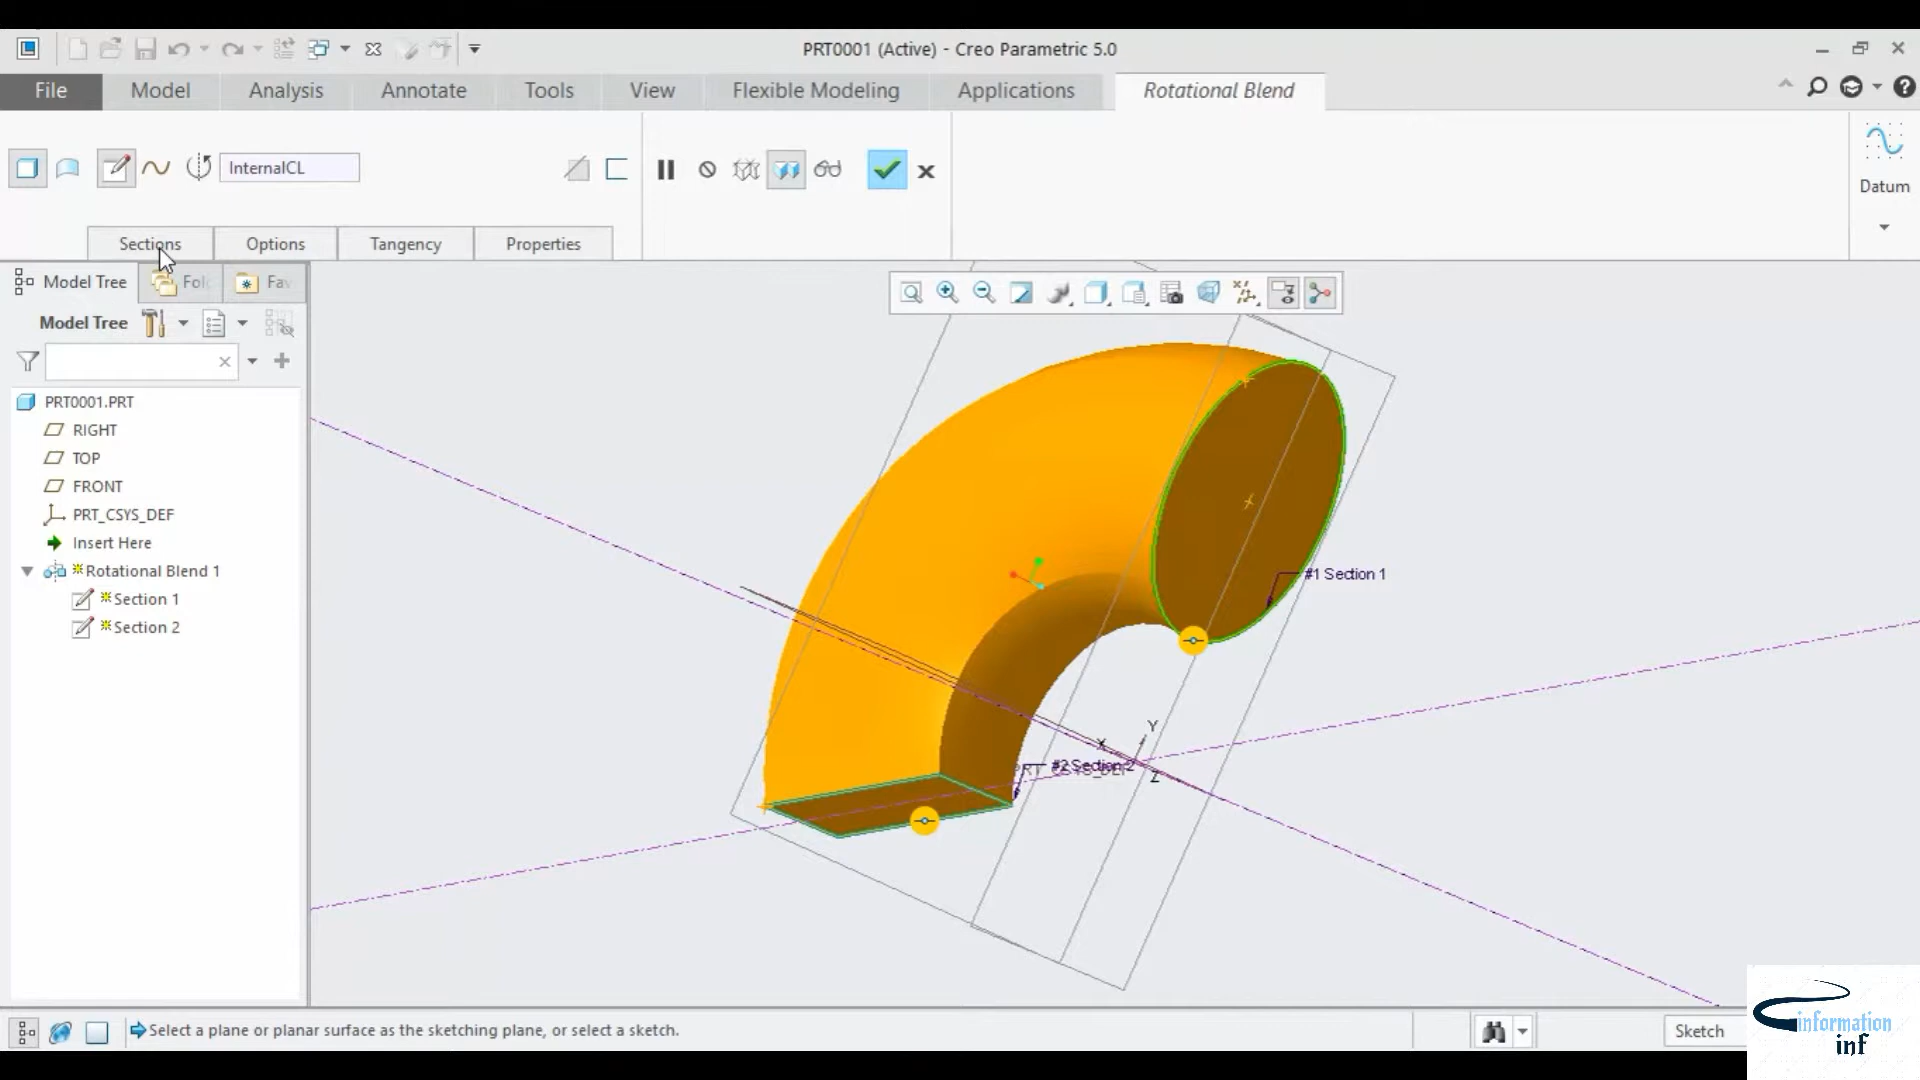 PRT0001 (Active) - Creo Parametric 5.0
File Model Analysis Annotate Tools View Flexible Modeling Applications Rotational Blend
InternalCL
Datum
Sections Options Tangency Properties
Model Tree Fol Fav
Model Tree
PRT0001.PRT
RIGHT
TOP
FRONT
PRT_CSYS_DEF
Insert Here
Rotational Blend 1
Section 1
Section 2
#1 Section 1
Y
X
#2 Section 2
PRT_CSYS_DEF
Z
Select a plane or planar surface as the sketching plane, or select a sketch.
Sketch
information
inf